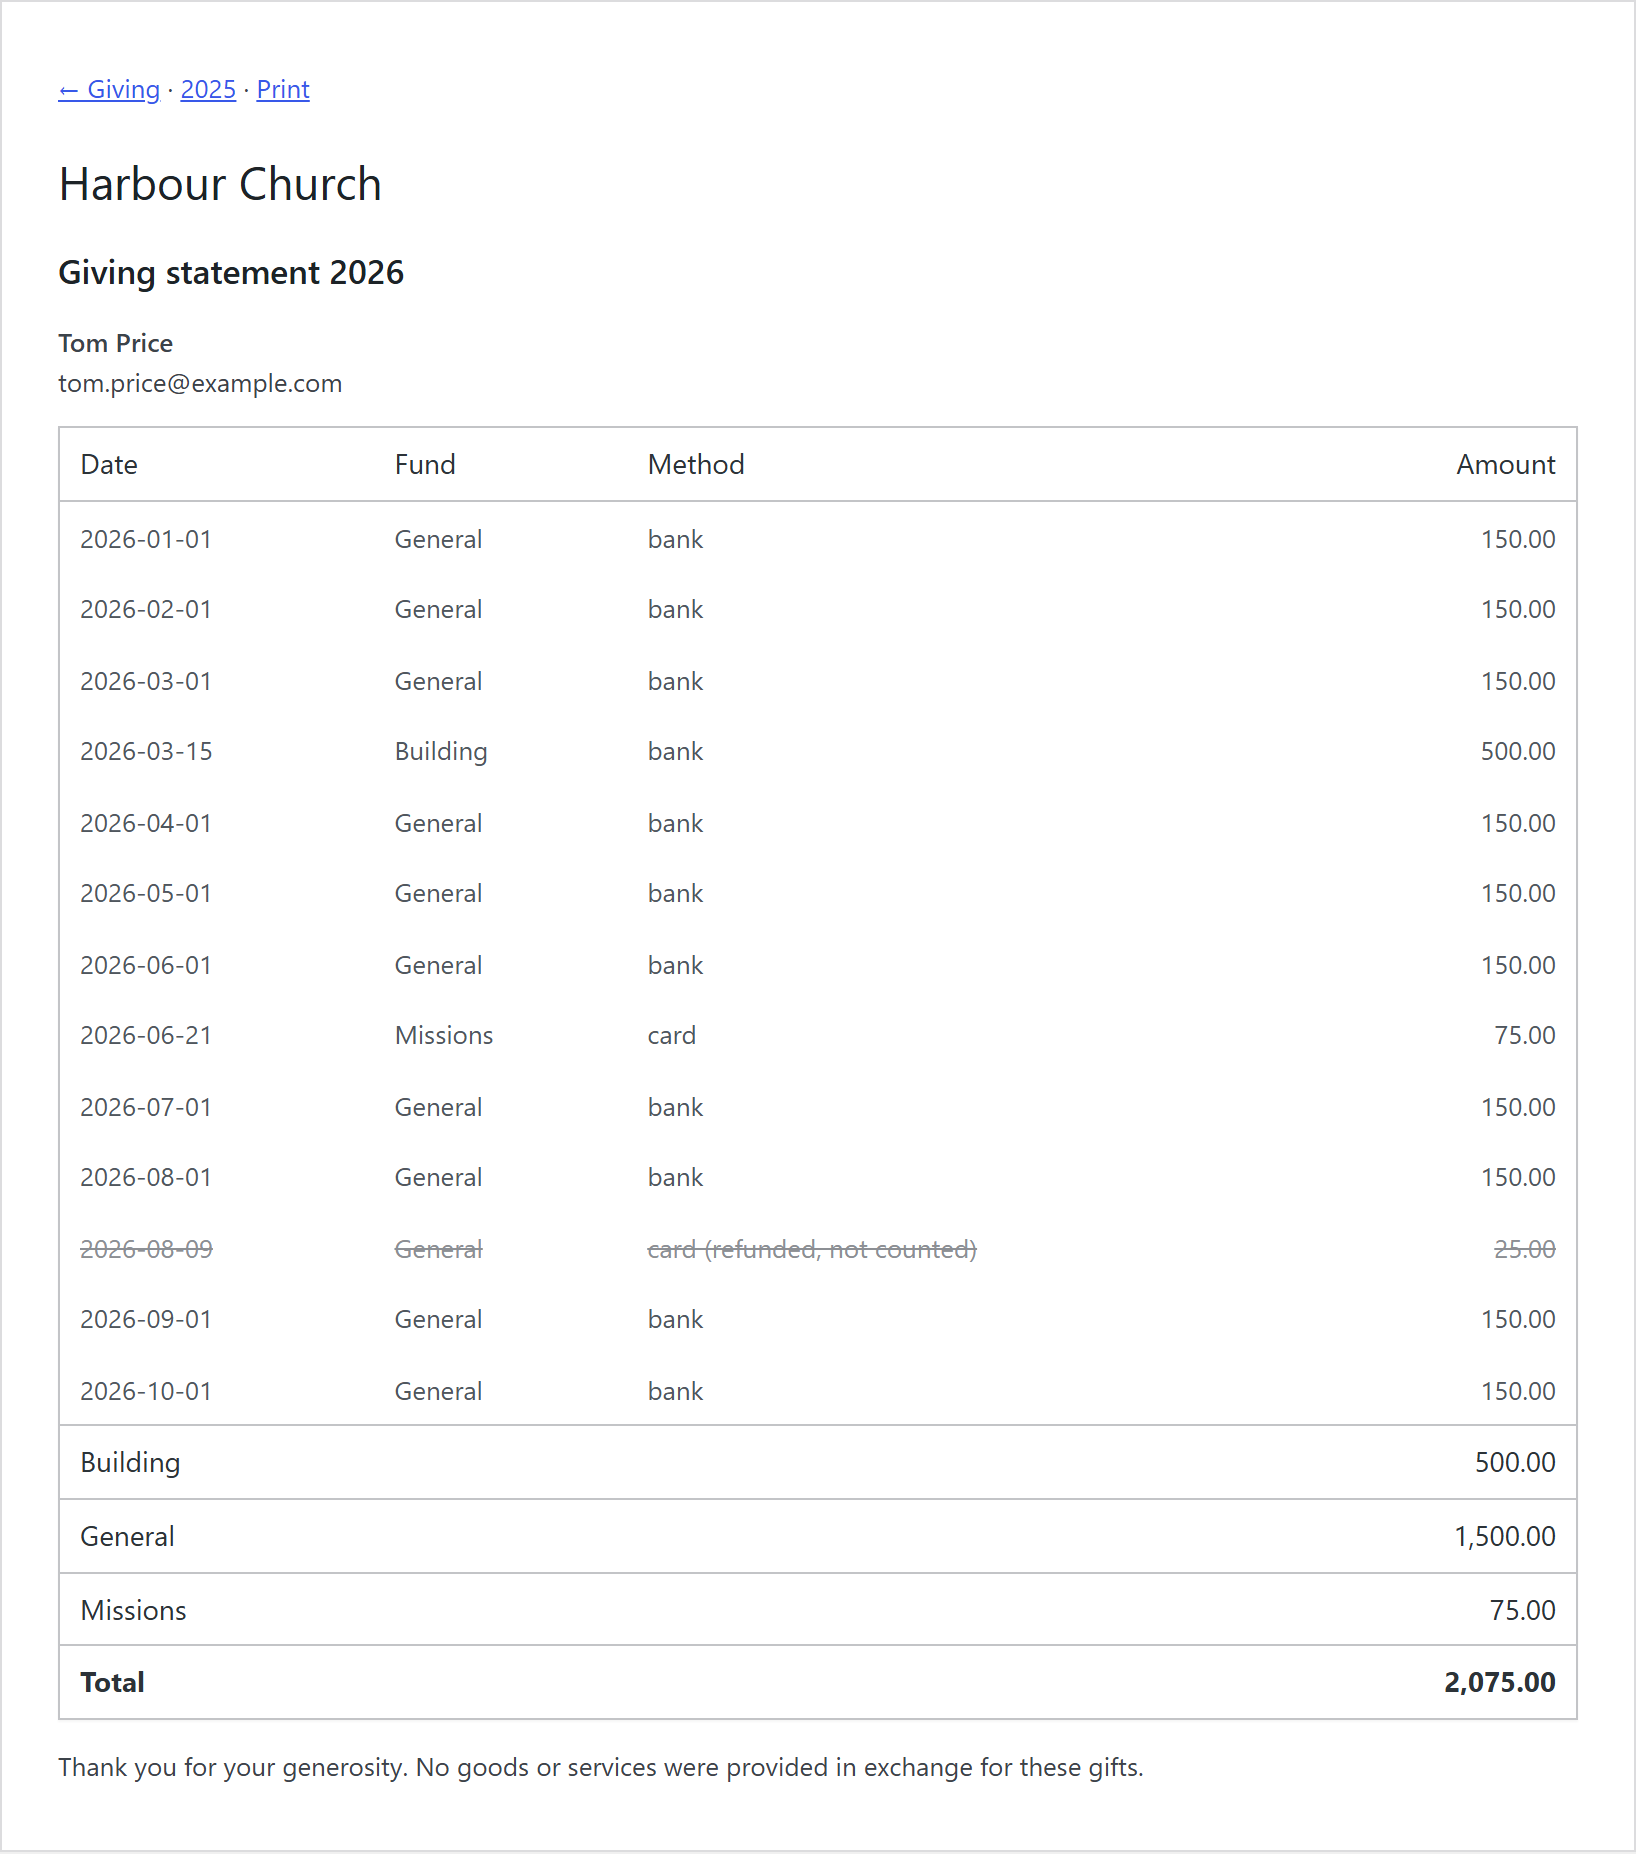 ← Giving · 2025 · Print
Harbour Church
Giving statement 2026
Tom Price
tom.price@example.com
Date Fund Method Amount
2026-01-01 General bank 150.00
2026-02-01 General bank 150.00
2026-03-01 General bank 150.00
2026-03-15 Building bank 500.00
2026-04-01 General bank 150.00
2026-05-01 General bank 150.00
2026-06-01 General bank 150.00
2026-06-21 Missions card 75.00
2026-07-01 General bank 150.00
2026-08-01 General bank 150.00
2026-08-09 General card (refunded, not counted) 25.00
2026-09-01 General bank 150.00
2026-10-01 General bank 150.00
Building 500.00
General 1,500.00
Missions 75.00
Total 2,075.00
Thank you for your generosity. No goods or services were provided in exchange for these gifts.